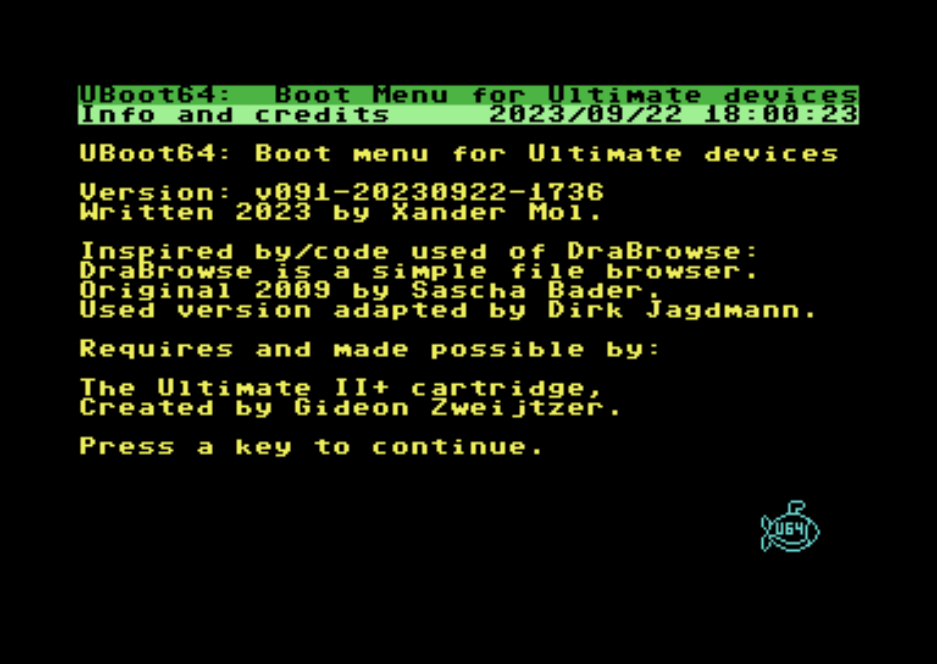 UBoot64:  Boot Menu for Ultimate devices
Info and credits     2023/09/22 18:00:23
UBoot64: Boot menu for Ultimate devices
Version: v091-20230922-1736
Written 2023 by Xander Mol.
Inspired by/code used of DraBrowse:
DraBrowse is a simple file browser.
Original 2009 by Sascha Bader.
Used version adapted by Dirk Jagdmann.
Requires and made possible by:
The Ultimate II+ cartridge,
Created by Gideon Zweijtzer.
Press a key to continue.
U64